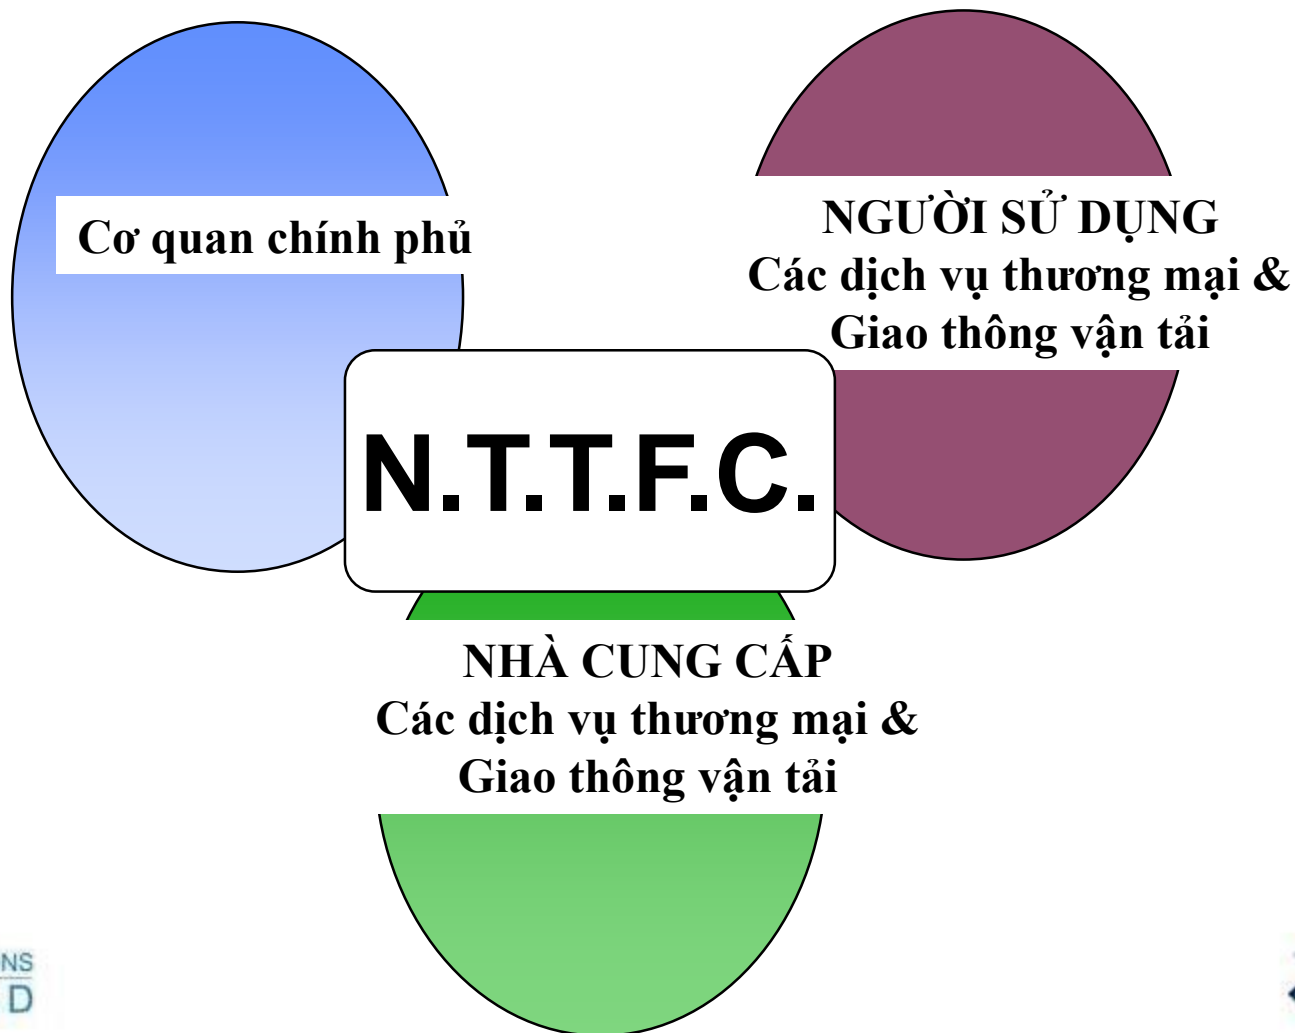 Cơ quan chính phủ
NGƯỜI SỬ DỤNG
Các dịch vụ thương mại &
Giao thông vận tải
N.T.T.F.C.
NHÀ CUNG CẤP
Các dịch vụ thương mại &
Giao thông vận tải
NS
D